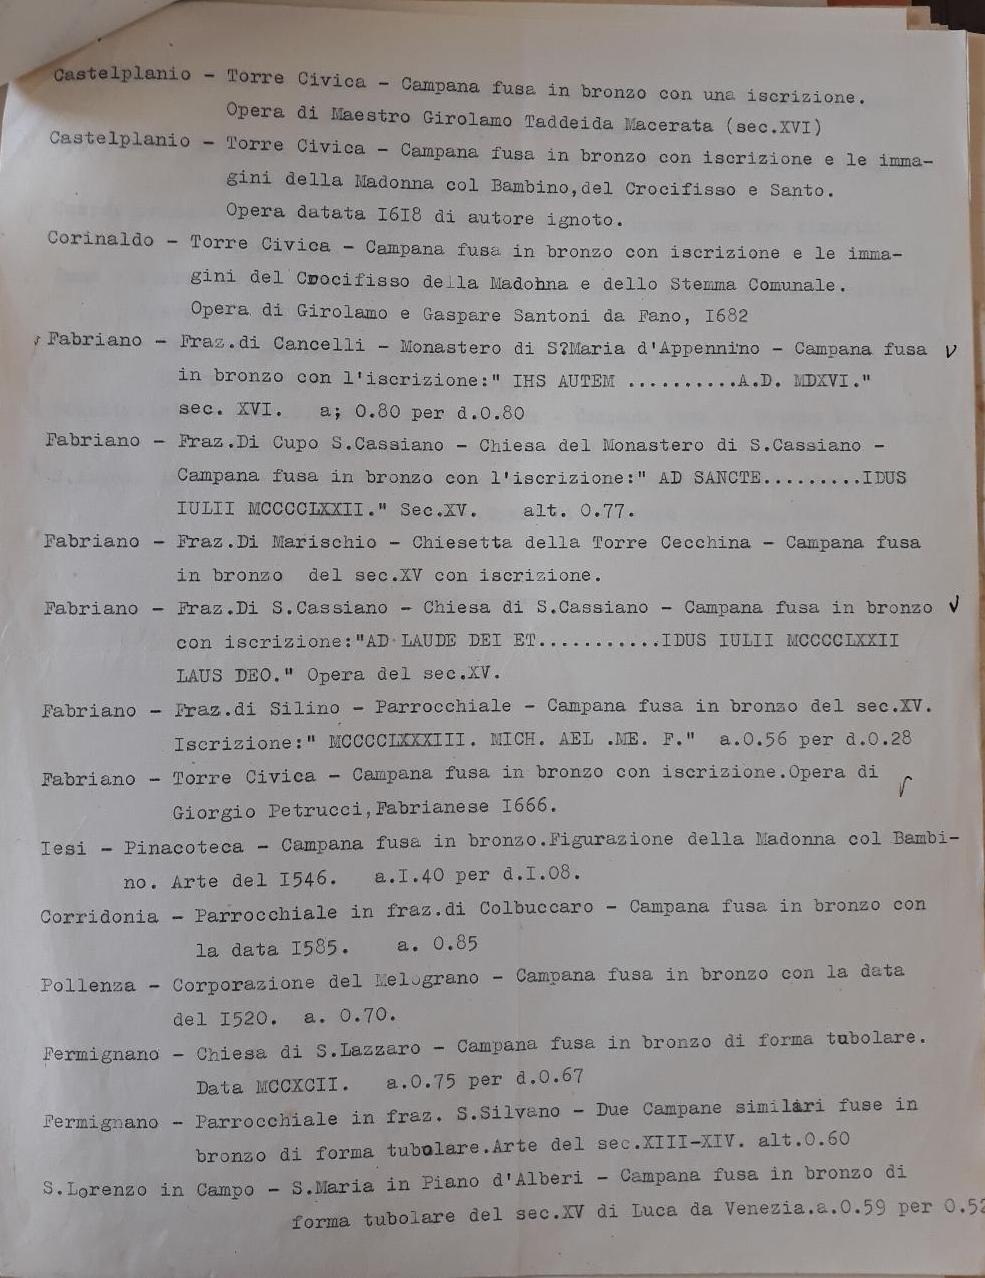 Castelplanio - Torre Civica - Campana fusa in bronzo con una iscrizione.
Opera di Maestro Girolamo Taddeida Macerata (sec.XVI)
Castelplanio - Torre Civica - Campana fusa in bronzo con iscrizione e le imma-
gini della Madonna col Bambino,del Crocifisso e Santo.
Opera datata I6I8 di autore ignoto.
Corinaldo - Torre Civica - Campana fusa in bronzo con iscrizione e le imma-
gini del Crocifisso della Madonna e dello Stemma Comunale.
Opera di Girolamo e Gaspare Santoni da Fano, I682
Fabriano - Fraz.di Cancelli - Monastero di S?Maria d'Appennino - Campana fusa
in bronzo con l'iscrizione:" IHS AUTEM ..........A.D. MDXVI."
sec. XVI. a; 0.80 per d.0.80
Fabriano - Fraz.Di Cupo S.Cassiano - Chiesa del Monastero di S.Cassiano -
Campana fusa in bronzo con l'iscrizione:" AD SANCTE.........IDUS
IULII MCCCCLXXII." Sec.XV. alt. 0.77.
Fabriano - Fraz.Di Marischio - Chiesetta della Torre Cecchina - Campana fusa
in bronzo del sec.XV con iscrizione.
Fabriano - Fraz.Di S.Cassiano - Chiesa di S.Cassiano - Campana fusa in bronzo
con iscrizione:"AD LAUDE DEI ET...........IDUS IULII MCCCCLXXII
LAUS DEO." Opera del sec.XV.
Fabriano - Fraz.di Silino - Parrocchiale - Campana fusa in bronzo del sec.XV.
Iscrizione:" MCCCCLXXXIII. MICH. AEL .ME. F." a.0.56 per d.0.28
Fabriano - Torre Civica - Campana fusa in bronzo con iscrizione.Opera di
Giorgio Petrucci,Fabrianese I666.
Iesi - Pinacoteca - Campana fusa in bronzo.Figurazione della Madonna col Bambi-
no. Arte del I546. a.I.40 per d.I.08.
Corridonia - Parrocchiale in fraz.di Colbuccaro - Campana fusa in bronzo con
la data I585. a. 0.85
Pollenza - Corporazione del Melograno - Campana fusa in bronzo con la data
del I520. a. 0.70.
Fermignano - Chiesa di S.Lazzaro - Campana fusa in bronzo di forma tubolare.
Data MCCXCII. a.0.75 per d.0.67
Fermignano - Parrocchiale in fraz. S.Silvano - Due Campane similari fuse in
bronzo di forma tubolare.Arte del sec.XIII-XIV. alt.0.60
S.Lorenzo in Campo - S.Maria in Piano d'Alberi - Campana fusa in bronzo di
forma tubolare del sec.XV di Luca da Venezia.a.0.59 per 0.52